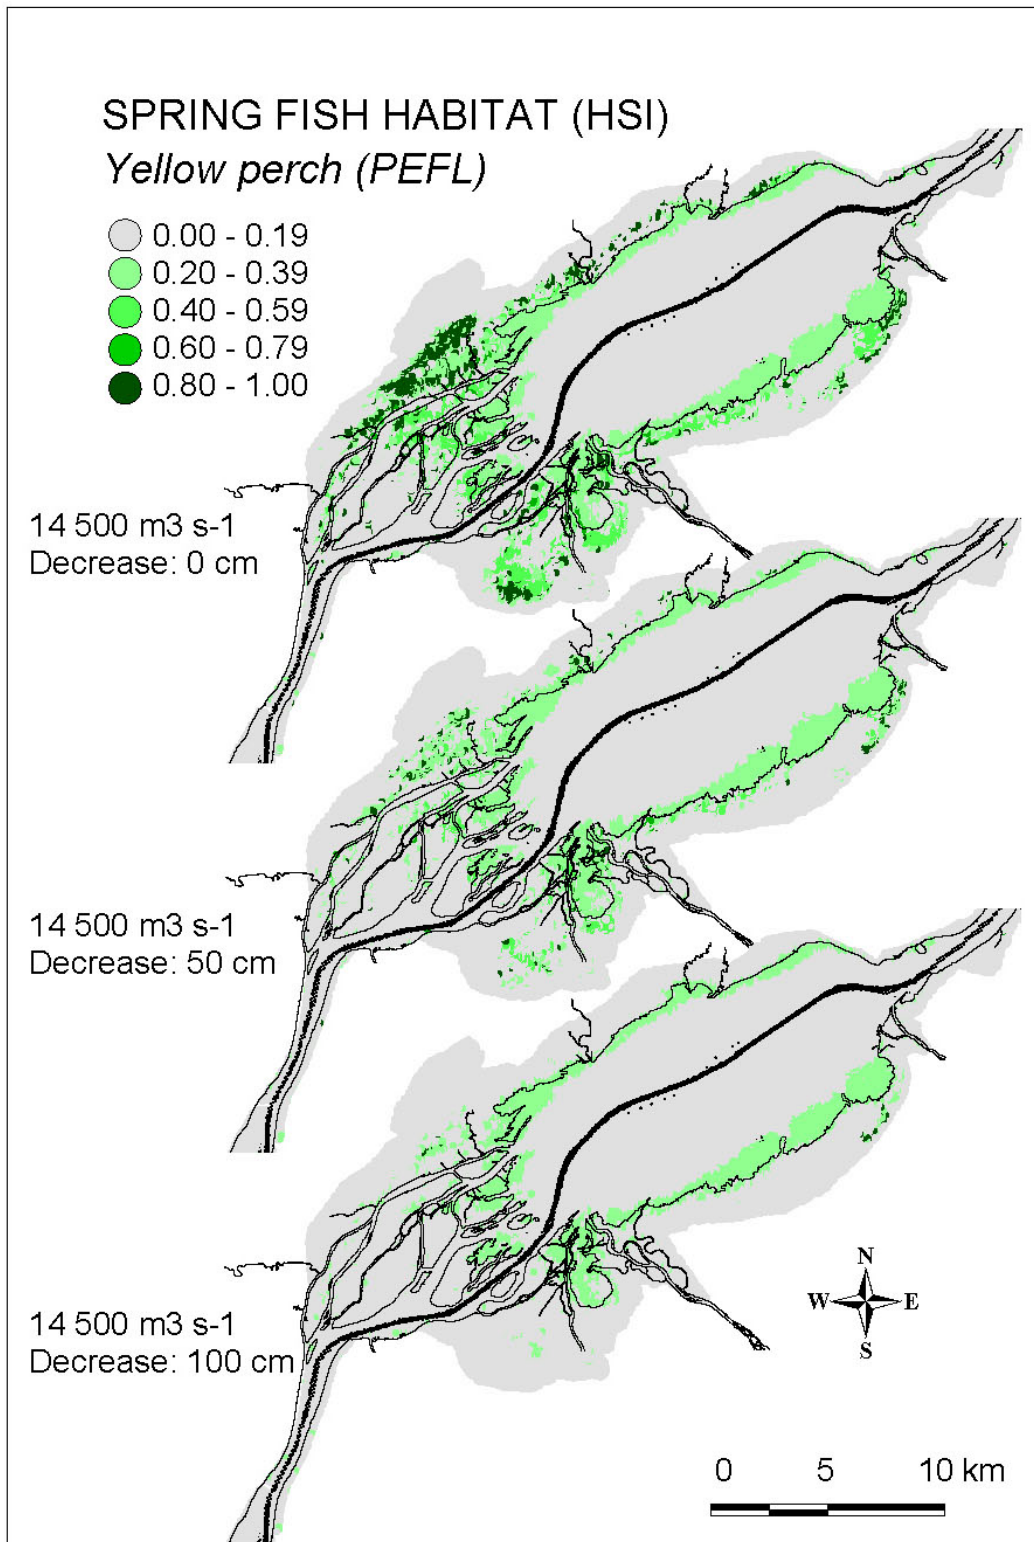 SPRING FISH HABITAT (HSI)
Yellow perch (PEFL)
0.00 - 0.19
0.20 - 0.39
0.40 - 0.59
0.60 - 0.79
0.80 - 1.00
14 500 m3 s-1
Decrease: 0 cm
14 500 m3 s-1
Decrease: 50 cm
14 500 m3 s-1
Decrease: 100 cm
N
W E
S
0 5 10 km